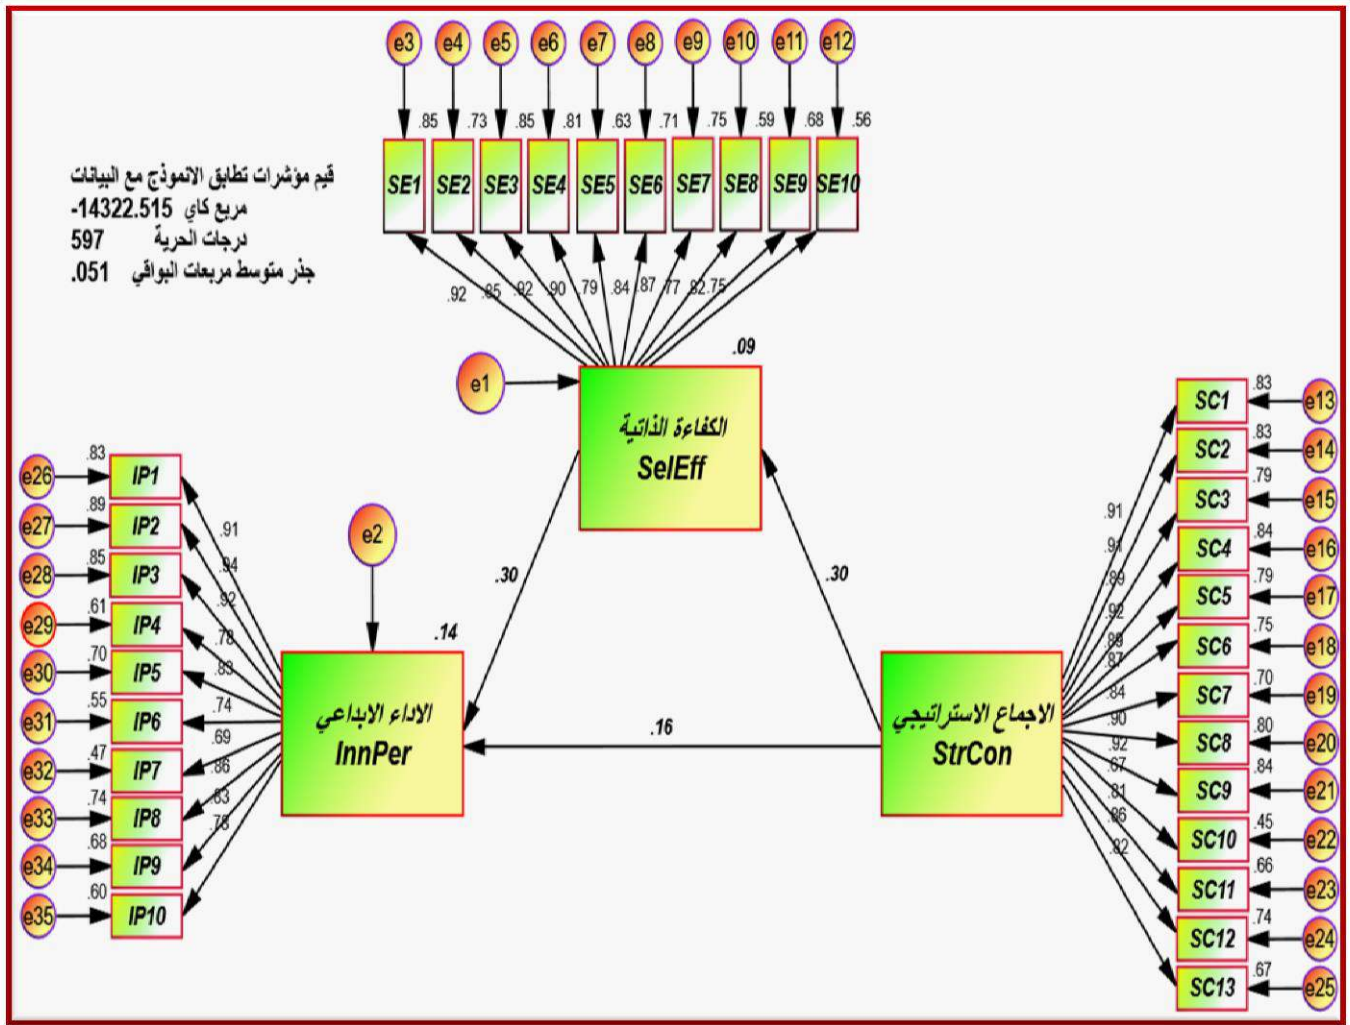 e3 e4 e5 e6 e7 e8 e9 e10 e11 e12
.85 .73 .85 .81 .63 .71 .75 .59 .68 .56
SE1 SE2 SE3 SE4 SE5 SE6 SE7 SE8 SE9 SE10
قيم مؤشرات تطابق الانموذج مع البيانات
مربع كاي 14322.515-
درجات الحرية 597
جذر متوسط مربعات البواقي .051
.92 .85 .92 .90 .79 .84 .87 .77 .82 .75
.09
e1
الكفاءة الذاتية
SelEff
.30
.30
e2
.14
الاداء الابداعي
InnPer
.16
الاجماع الاستراتيجي
StrCon
e26 .83 IP1
e27 .89 IP2
e28 .85 IP3
e29 .61 IP4
e30 .70 IP5
e31 .55 IP6
e32 .47 IP7
e33 .74 IP8
e34 .68 IP9
e35 .60 IP10
.91
.94
.92
.78
.83
.74
.69
.86
.83
.78
SC1 .83 e13
SC2 .83 e14
SC3 .79 e15
SC4 .84 e16
SC5 .79 e17
SC6 .75 e18
SC7 .70 e19
SC8 .80 e20
SC9 .84 e21
SC10 .45 e22
SC11 .66 e23
SC12 .74 e24
SC13 .67 e25
.91
.91
.89
.92
.89
.87
.84
.90
.92
.67
.81
.86
.82